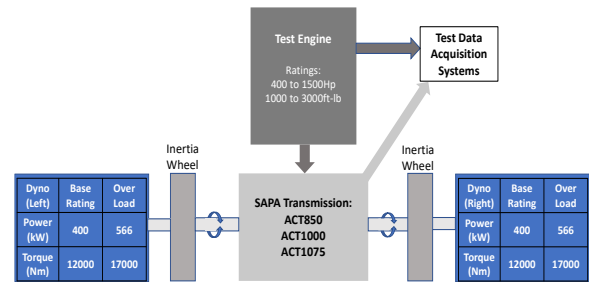 Test Engine
Ratings:
400 to 1500Hp
1000 to 3000ft-lb
Test Data
Acquisition
Systems
Inertia
Wheel
Inertia
Wheel
Dyno
(Left)
Base
Rating
Over
Load
Power
(kW)
400
566
Torque
(Nm)
12000
17000
SAPA Transmission:
ACT850
ACT1000
ACT1075
Dyno
(Right)
Base
Rating
Over
Load
Power
(kW)
400
566
Torque
(Nm)
12000
17000